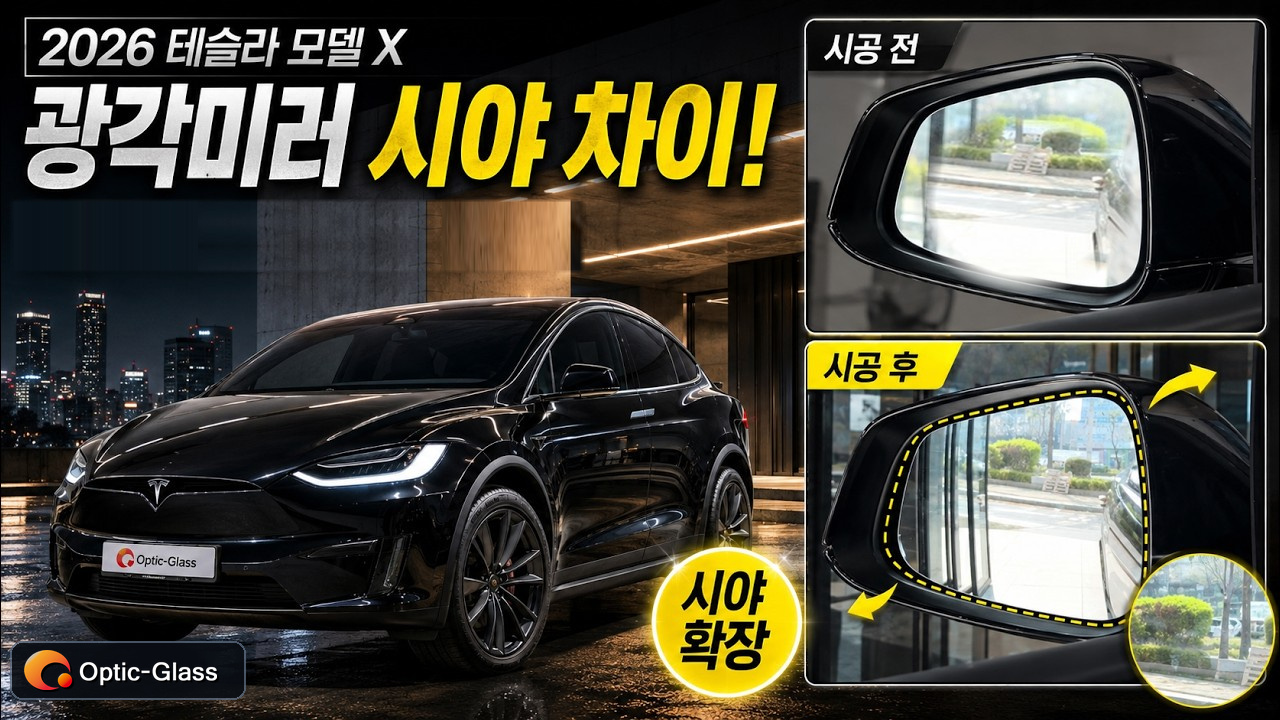 2026 테슬라 모델 X
광각미러 시야 차이!
시공 전
시공 후
시야
확장
Optic-Glass
Optic-Glass